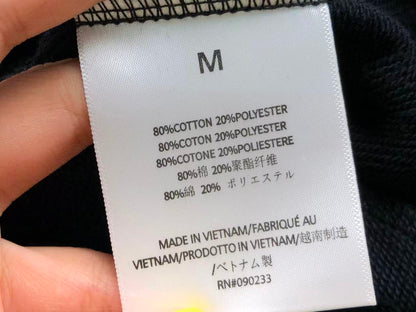 M
80%COTTON 20%POLYESTER
80%COTON 20%POLYESTER
80%COTONE 20%POLIESTERE
80%棉 20%聚酯纤维
80%綿 20% ポリエステル
MADE IN VIETNAM/FABRIQUÉ AU
VIETNAM/PRODOTTO IN VIETNAM/越南制造
/ベトナム製
RN#090233